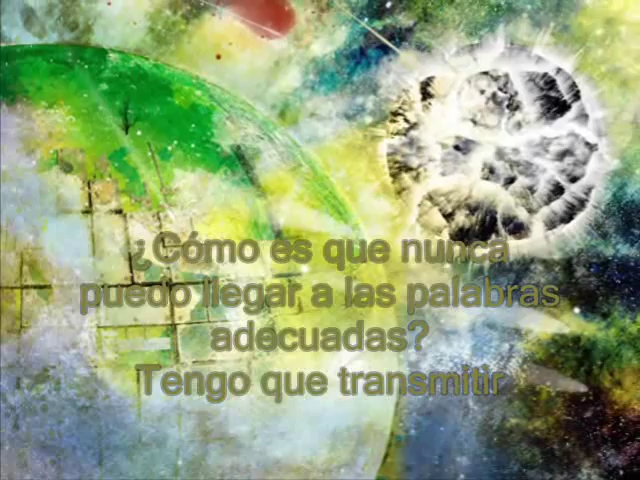 ¿Cómo es que nunca
puedo llegar a las palabras
adecuadas?
Tengo que transmitir